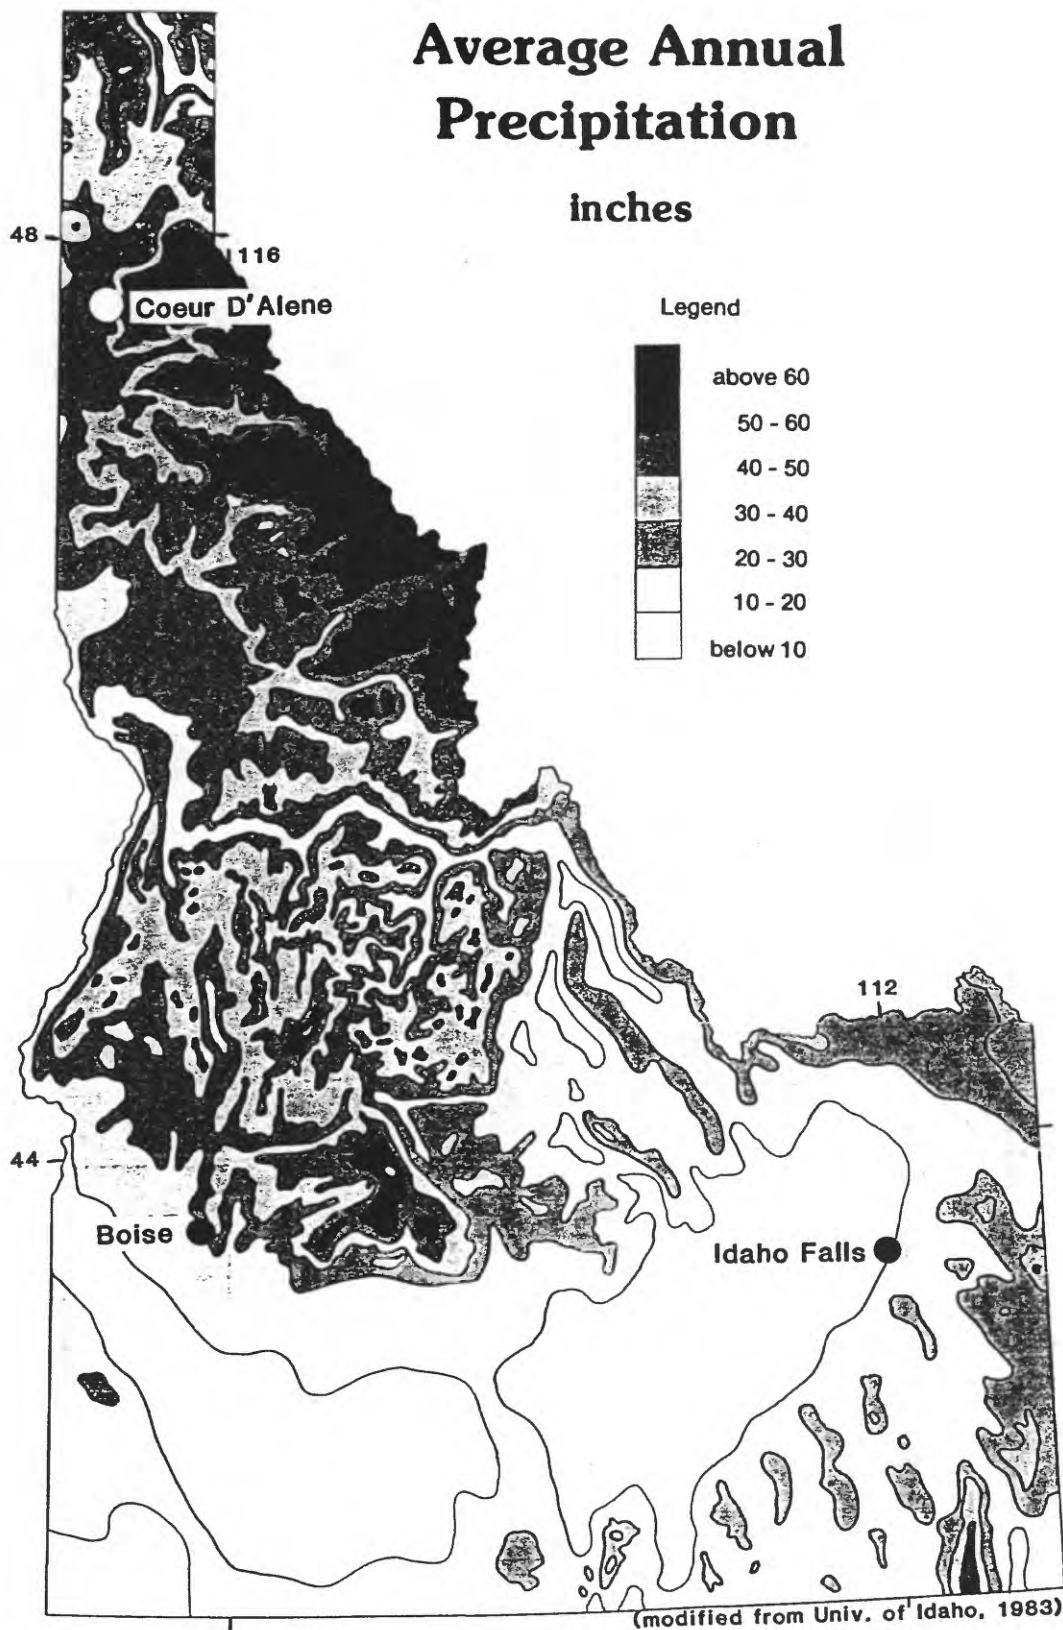 Average Annual
Precipitation
inches
48
116
Coeur D'Alene
Legend
above 60
50 - 60
40 - 50
30 - 40
20 - 30
10 - 20
below 10
112
44
Boise
Idaho Falls
(modified from Univ. of Idaho, 1983)